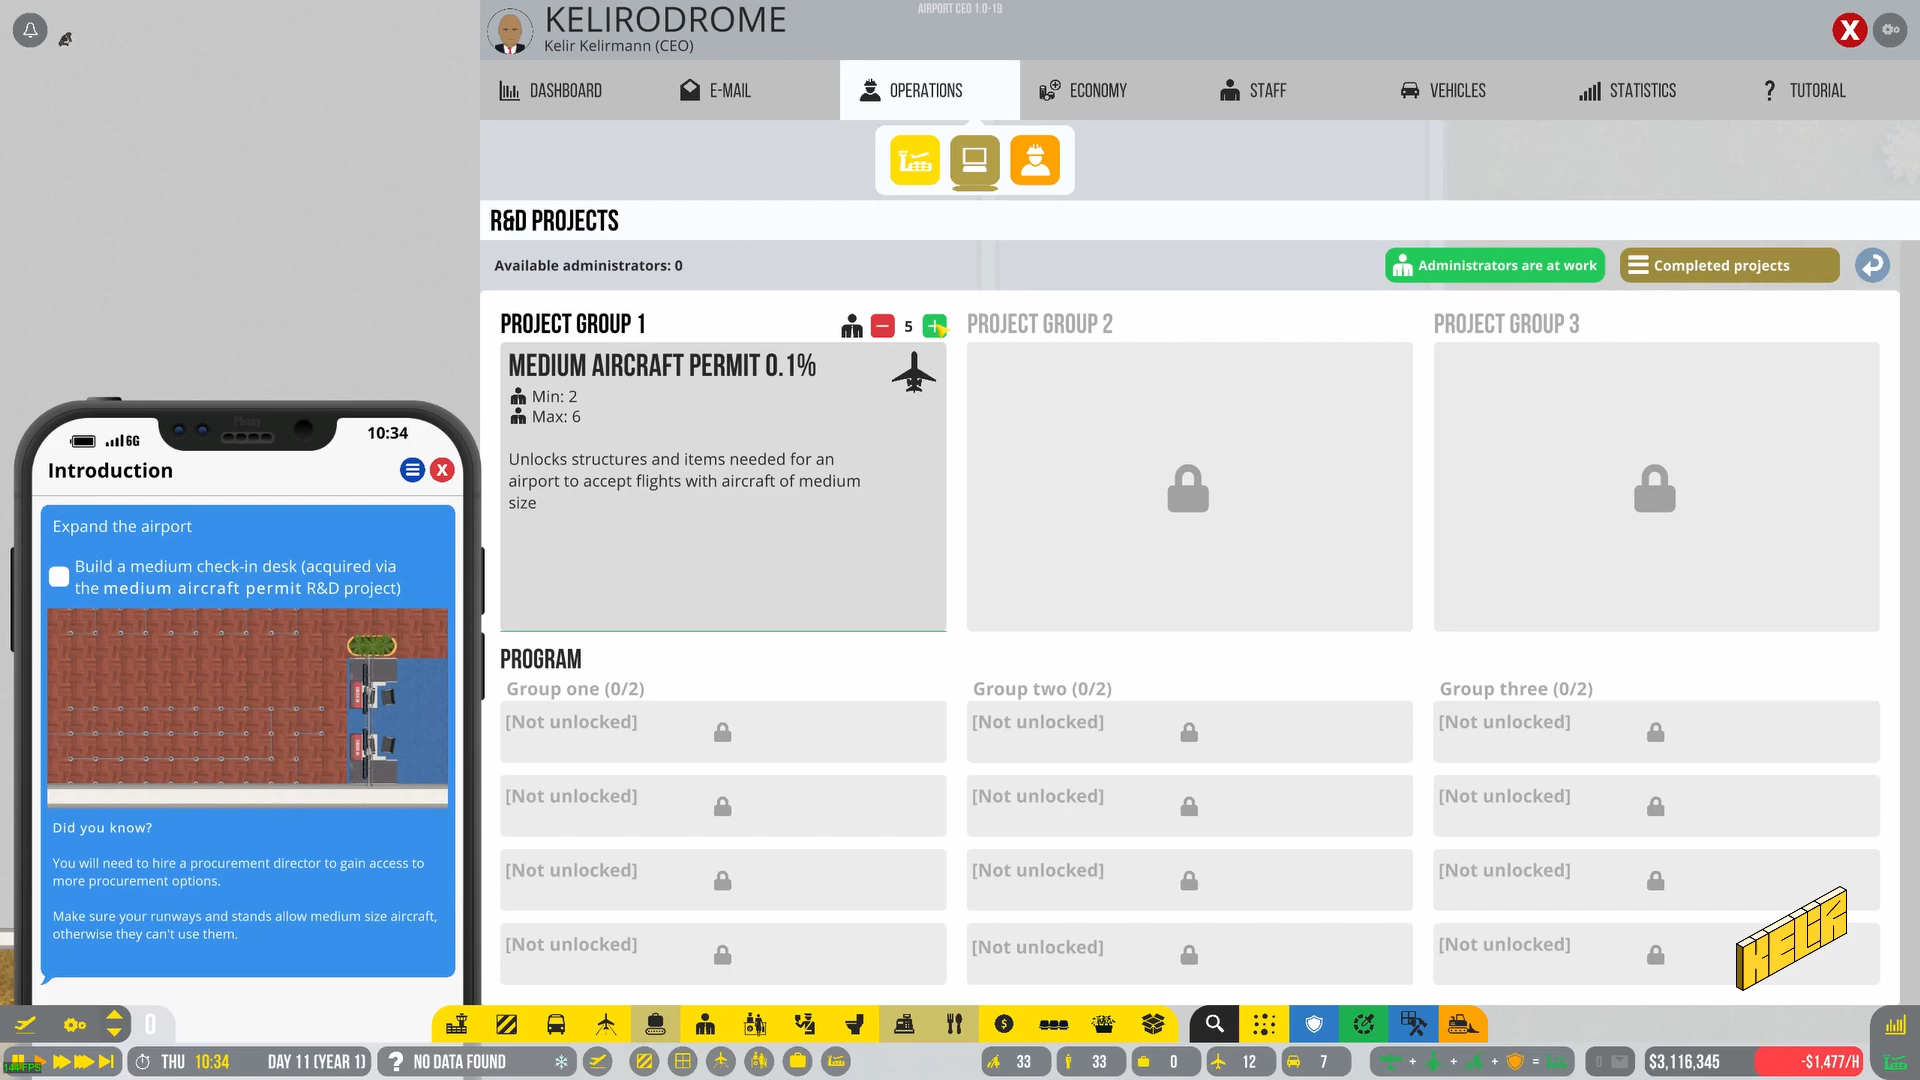 AIRPORT CEO 1.0-19
KELIRODROME
Kelir Kelirmann (CEO)
X
DASHBOARD
E-MAIL
OPERATIONS
ECONOMY
STAFF
VEHICLES
STATISTICS
? TUTORIAL
R&D PROJECTS
Available administrators: 0
Administrators are at work
Completed projects
PROJECT GROUP 1
5
PROJECT GROUP 2
PROJECT GROUP 3
MEDIUM AIRCRAFT PERMIT 0.1%
Min: 2
Max: 6
Unlocks structures and items needed for an
airport to accept flights with aircraft of medium
size
Phony
6G
10:34
Introduction
X
Expand the airport
Build a medium check-in desk (acquired via
the medium aircraft permit R&D project)
Did you know?
You will need to hire a procurement director to gain access to
more procurement options.
Make sure your runways and stands allow medium size aircraft,
otherwise they can't use them.
PROGRAM
Group one (0/2)
Group two (0/2)
Group three (0/2)
[Not unlocked]
[Not unlocked]
[Not unlocked]
[Not unlocked]
[Not unlocked]
[Not unlocked]
[Not unlocked]
[Not unlocked]
[Not unlocked]
[Not unlocked]
[Not unlocked]
[Not unlocked]
0
144 FPS
THU 10:34
DAY 11 (YEAR 1)
? NO DATA FOUND
33
33
0
12
7
0
$3,116,345
-$1,477/H